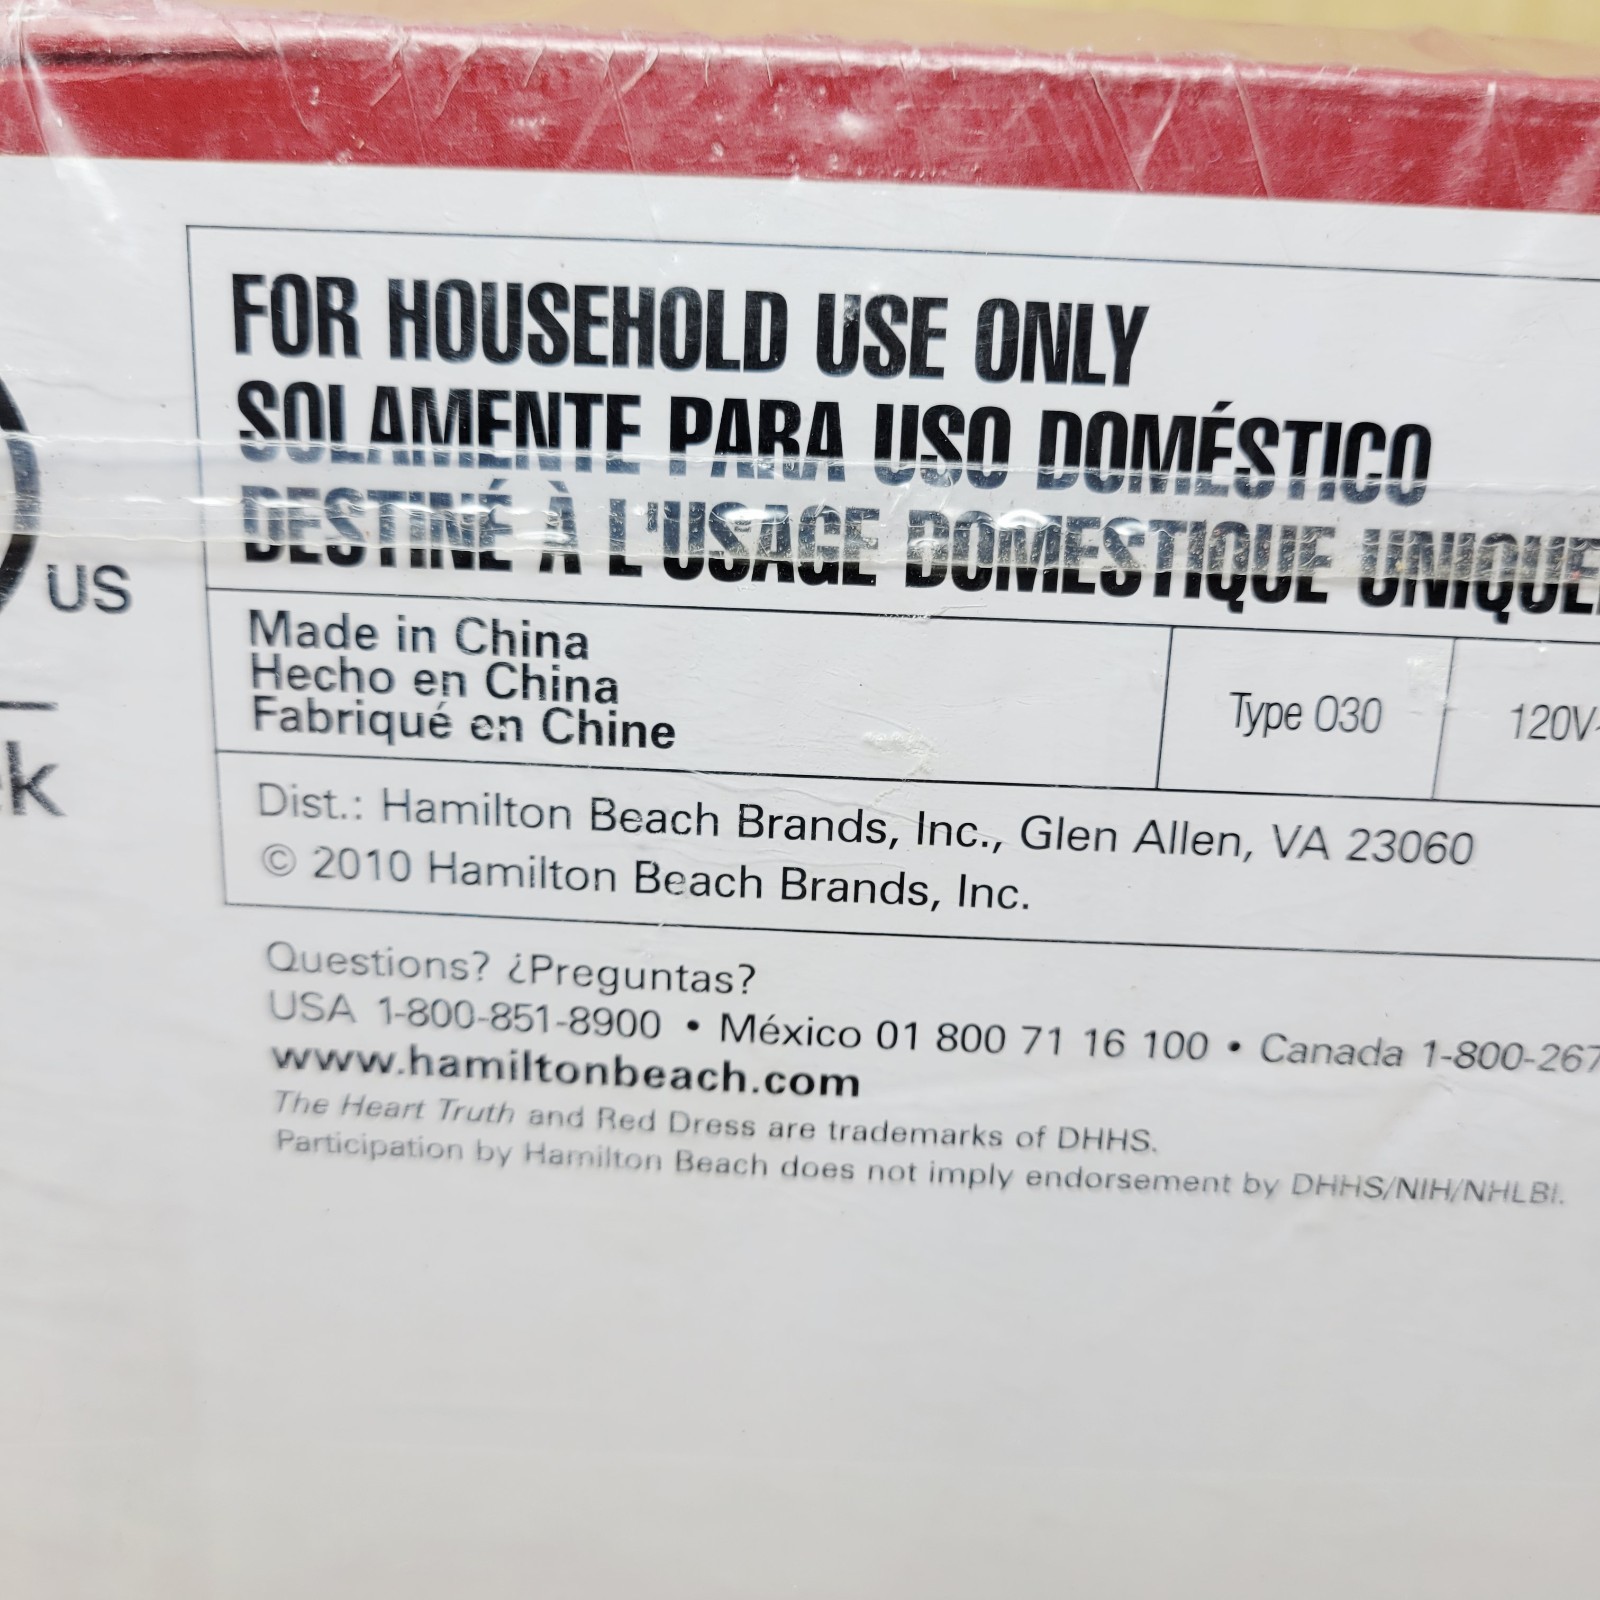 FOR HOUSEHOLD USE ONLY
SOLAMENTE PARA USO DOMÉSTICO
DESTINÉ À L'USAGE DOMESTIQUE
US
Made in China
Hecho en China
Fabriqué en Chine
Type 030
120V~
k
Dist.: Hamilton Beach Brands, Inc., Glen Allen, VA 23060
© 2010 Hamilton Beach Brands, Inc.
Questions? ¿Preguntas?
USA 1-800-851-8900 • México 01 800 71 16 100 • Canada 1-800-267
www.hamiltonbeach.com
The Heart Truth and Red Dress are trademarks of DHHS.
Participation by Hamilton Beach does not imply endorsement by DHHS/NIH/NHLBI.